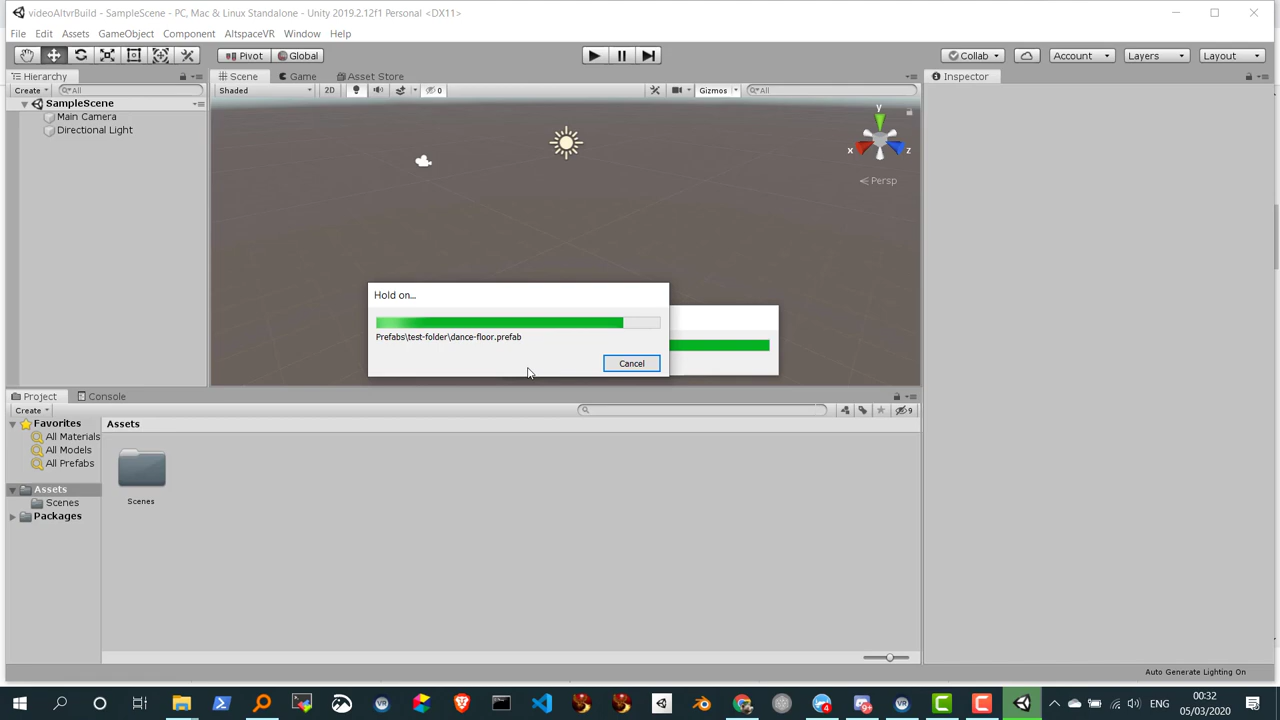 videoAltvrBuild - SampleScene - PC, Mac & Linux Standalone - Unity 2019.2.12f1 Personal <DX11>
File Edit Assets GameObject Component AltspaceVR Window Help
Pivot Global Collab Account Layers Layout
Hierarchy Scene Game Asset Store Inspector
Create All Shaded 2D 0 Gizmos All
SampleScene
Main Camera
Directional Light
y
x z
Persp
Hold on...
Prefabs\test-folder\dance-floor.prefab
Cancel
Project Console
Create 9
Favorites Assets
All Materials
All Models
All Prefabs
Assets
Scenes
Packages
Scenes
Auto Generate Lighting On
4
ENG
00:32
05/03/2020